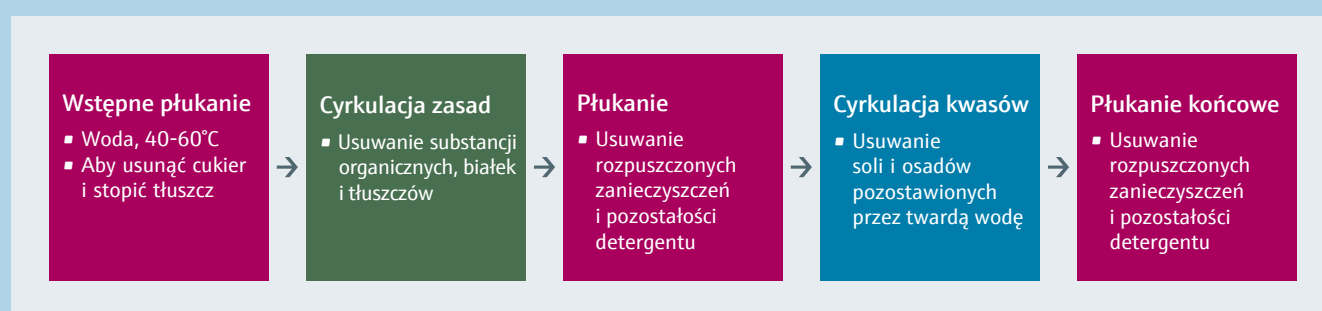 Wstępne płukanie
▪ Woda, 40-60°C
▪ Aby usunąć cukier
i stopić tłuszcz
Cyrkulacja zasad
▪ Usuwanie substancji
organicznych, białek
i tłuszczów
Płukanie
▪ Usuwanie
rozpuszczonych
zanieczyszczeń
i pozostałości
detergentu
Cyrkulacja kwasów
▪ Usuwanie
soli i osadów
pozostawionych
przez twardą wodę
Płukanie końcowe
▪ Usuwanie
rozpuszczonych
zanieczyszczeń
i pozostałości
detergentu